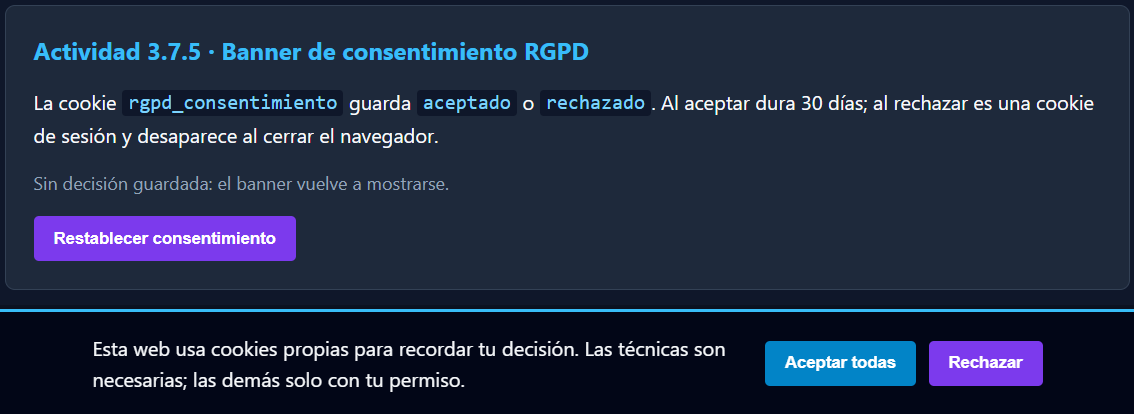 Actividad 3.7.5 · Banner de consentimiento RGPD
La cookie rgpd_consentimiento guarda aceptado o rechazado. Al aceptar dura 30 días; al rechazar es una cookie
de sesión y desaparece al cerrar el navegador.
Sin decisión guardada: el banner vuelve a mostrarse.
Restablecer consentimiento
Esta web usa cookies propias para recordar tu decisión. Las técnicas son
necesarias; las demás solo con tu permiso.
Aceptar todas
Rechazar